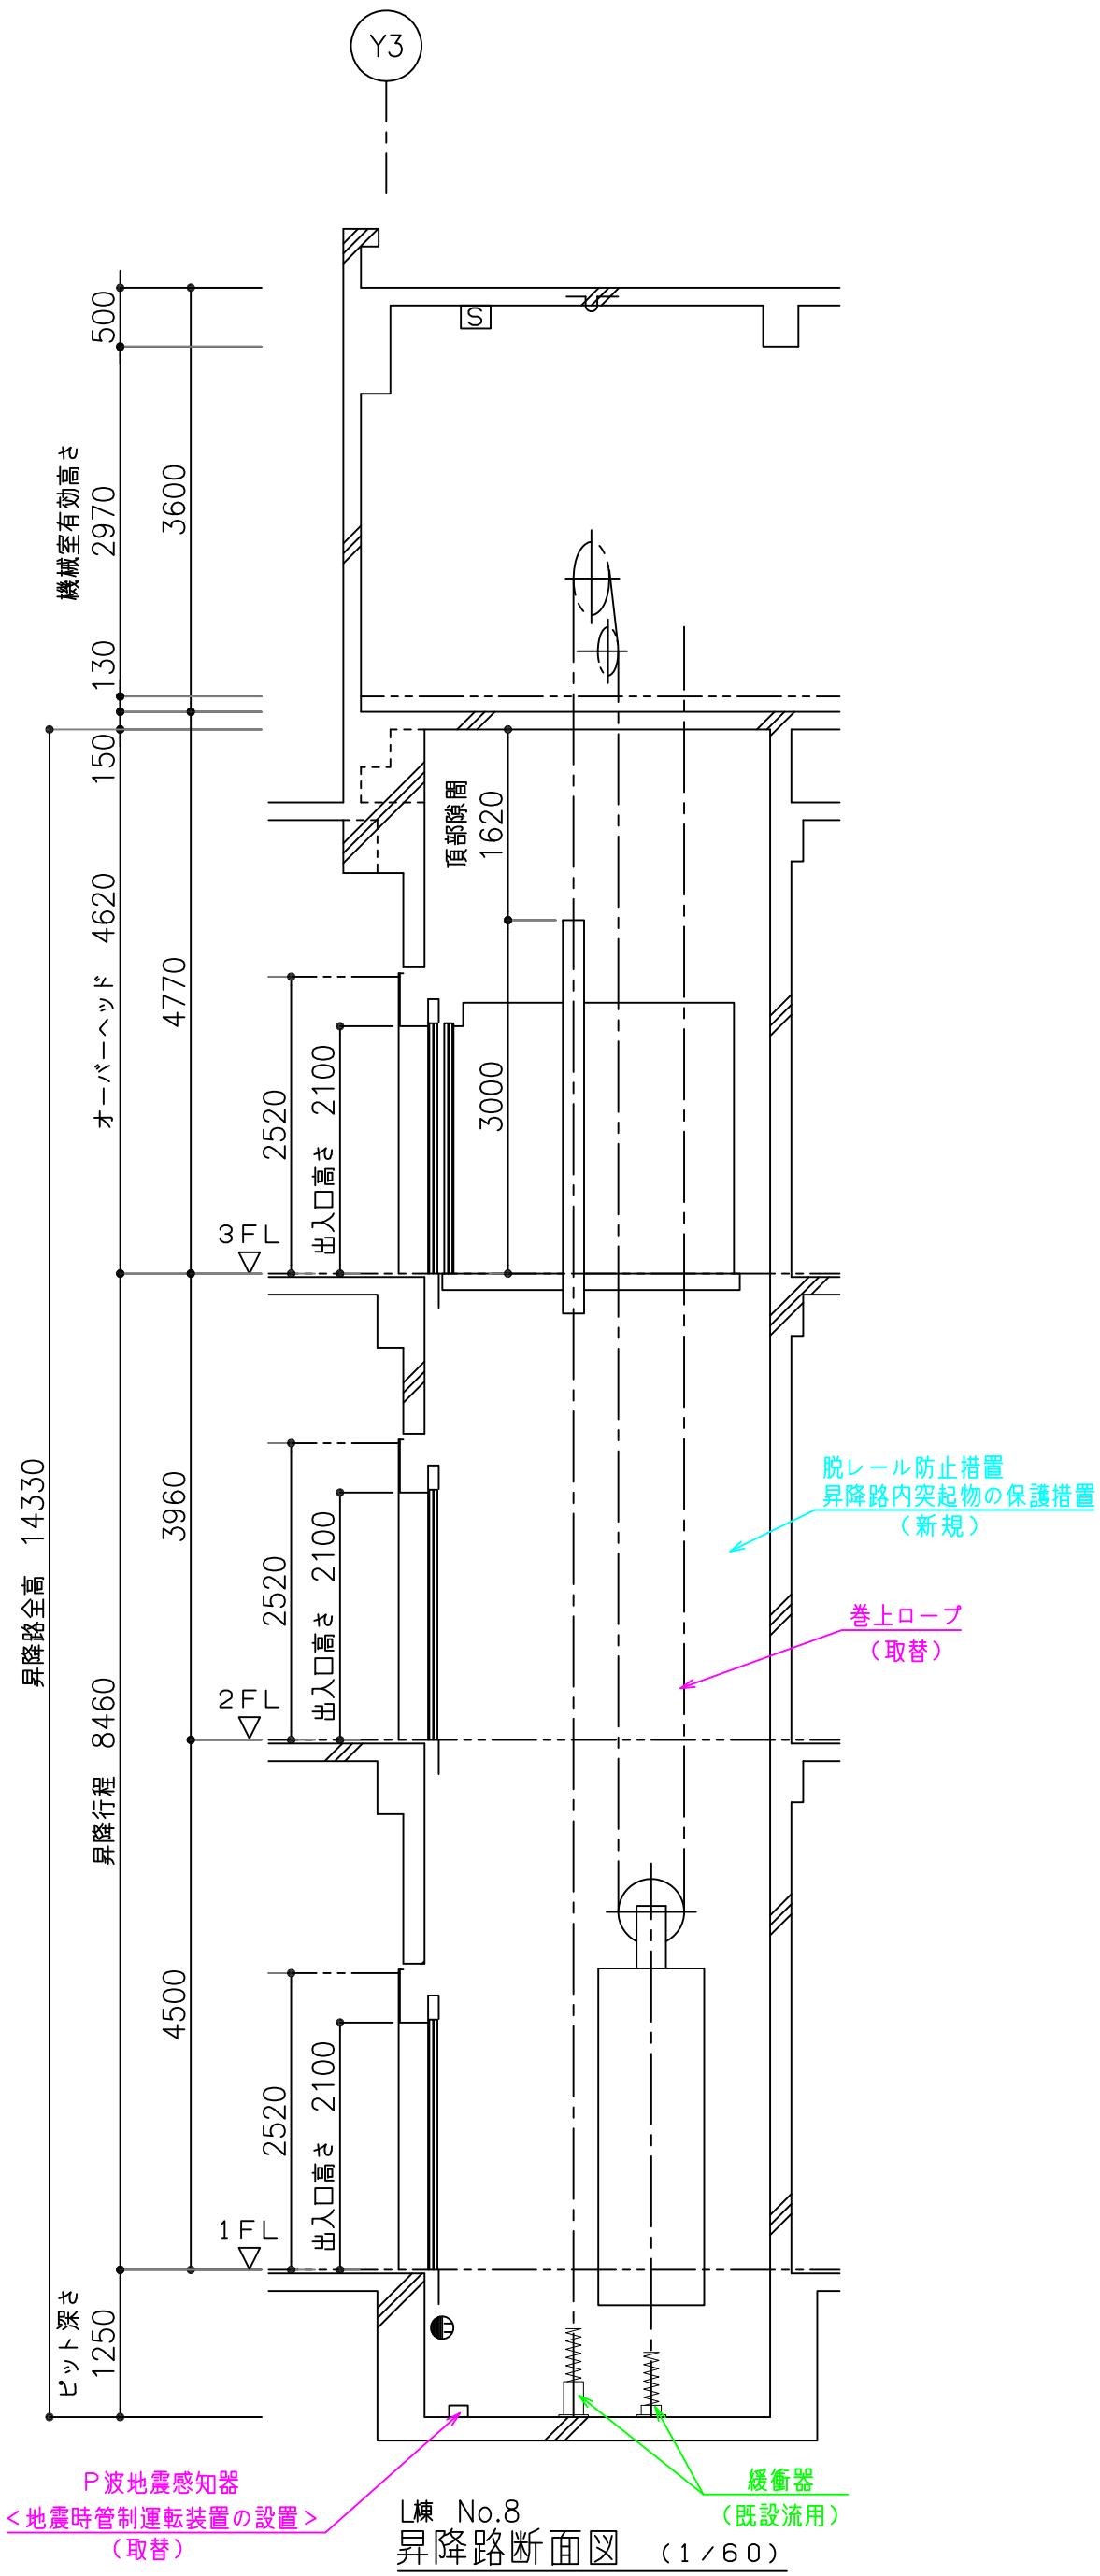 Y3
500
機械室有効高さ
2970
3600
130
150
S
頂部隙間
1620
オーバーヘッド 4620
4770
3000
2520
出入口高さ 2100
3FL
昇降路全高 14330
3960
2520
出入口高さ 2100
2FL
脱レール防止措置
昇降路内突起物の保護措置
(新規)
巻上ロープ
(取替)
昇降行程 8460
4500
2520
出入口高さ 2100
1FL
ピット深さ
1250
P波地震感知器
<地震時管制運転装置の設置>
(取替)
緩衝器
(既設流用)
L棟 No.8
昇降路断面図 (1/60)